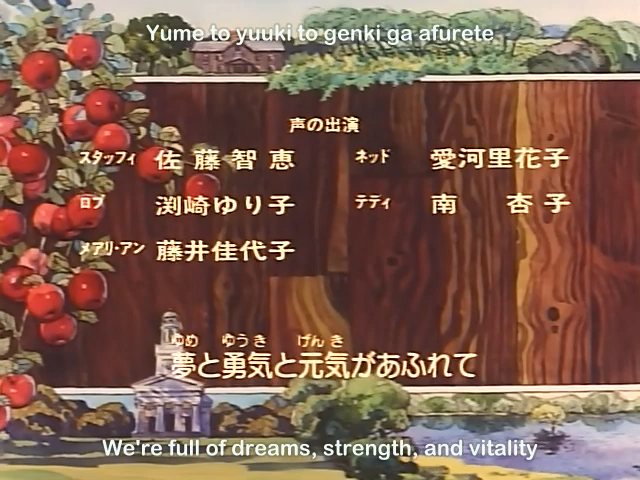 Yume to yuuki to genki ga afurete
声の出演
スタッフィ 佐藤智恵 ネッド 愛河里花子
ロブ 渕崎ゆり子 テディ 南 杏子
メアリ・アン 藤井佳代子
ゆめ ゆうき げんき
夢と勇気と元気があふれて
We're full of dreams, strength, and vitality